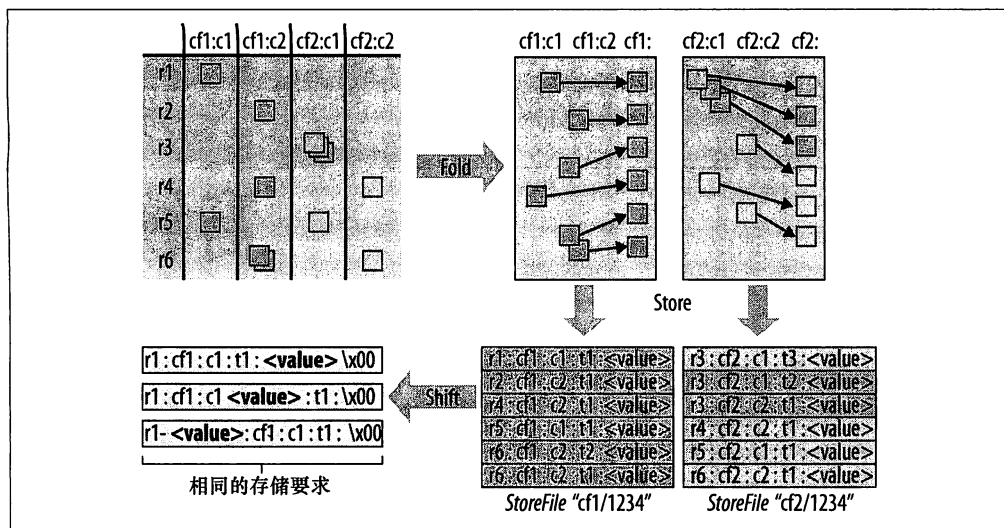 cf1:c1 cf1:c2 cf2:c1 cf2:c2
r1
r2
r3
r4
r5
r6
Fold
cf1:c1 cf1:c2 cf1:
cf2:c1 cf2:c2 cf2:
Store
r1 : cf1 : c1 : t1 : <value>
r2 : cf1 : c2 : t1 : <value>
r4 : cf1 : c2 : t1 : <value>
r5 : cf1 : c1 : t1 : <value>
r6 : cf1 : c2 : t2 : <value>
r6 : cf1 : c2 : t1 : <value>
StoreFile "cf1/1234"
r3 : cf2 : c1 : t3 : <value>
r3 : cf2 : c1 : t2 : <value>
r3 : cf2 : c2 : t1 : <value>
r4 : cf2 : c2 : t1 : <value>
r5 : cf2 : c1 : t1 : <value>
r6 : cf2 : c2 : t1 : <value>
StoreFile "cf2/1234"
Shift
r1 : cf1 : c1 : t1 : <value> \x00
r1 : cf1 : c1 <value> : t1 : \x00
r1- <value> : cf1 : c1 : t1 : \x00
相同的存储要求